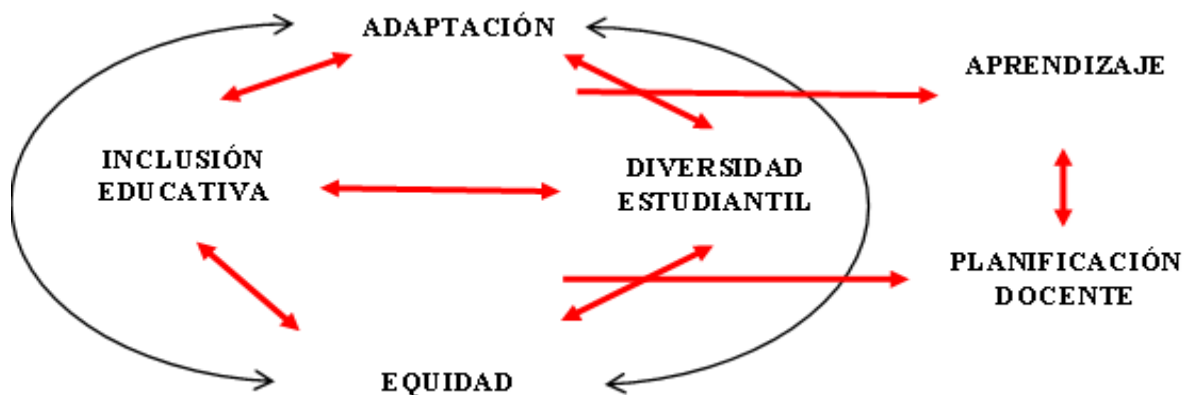 ADAPTACIÓN
APRENDIZAJE
INCLUSIÓN
EDUCATIVA
DIVERSIDAD
ESTUDIANTIL
PLANIFICACIÓN
DOCENTE
EQUIDAD